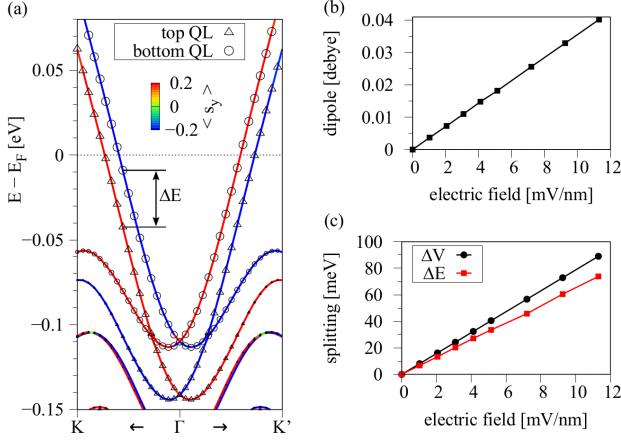 (a)
top QL
bottom QL
0.2
0
−0.2
< s_y >
ΔE
E − E_F [eV]
0.05
0
−0.05
−0.1
−0.15
K ← Γ → K'
(b)
dipole [debye]
0.04
0.03
0.02
0.01
0.00
0 2 4 6 8 10 12
electric field [mV/nm]
(c)
ΔV
ΔE
splitting [meV]
100
80
60
40
20
0
0 2 4 6 8 10 12
electric field [mV/nm]